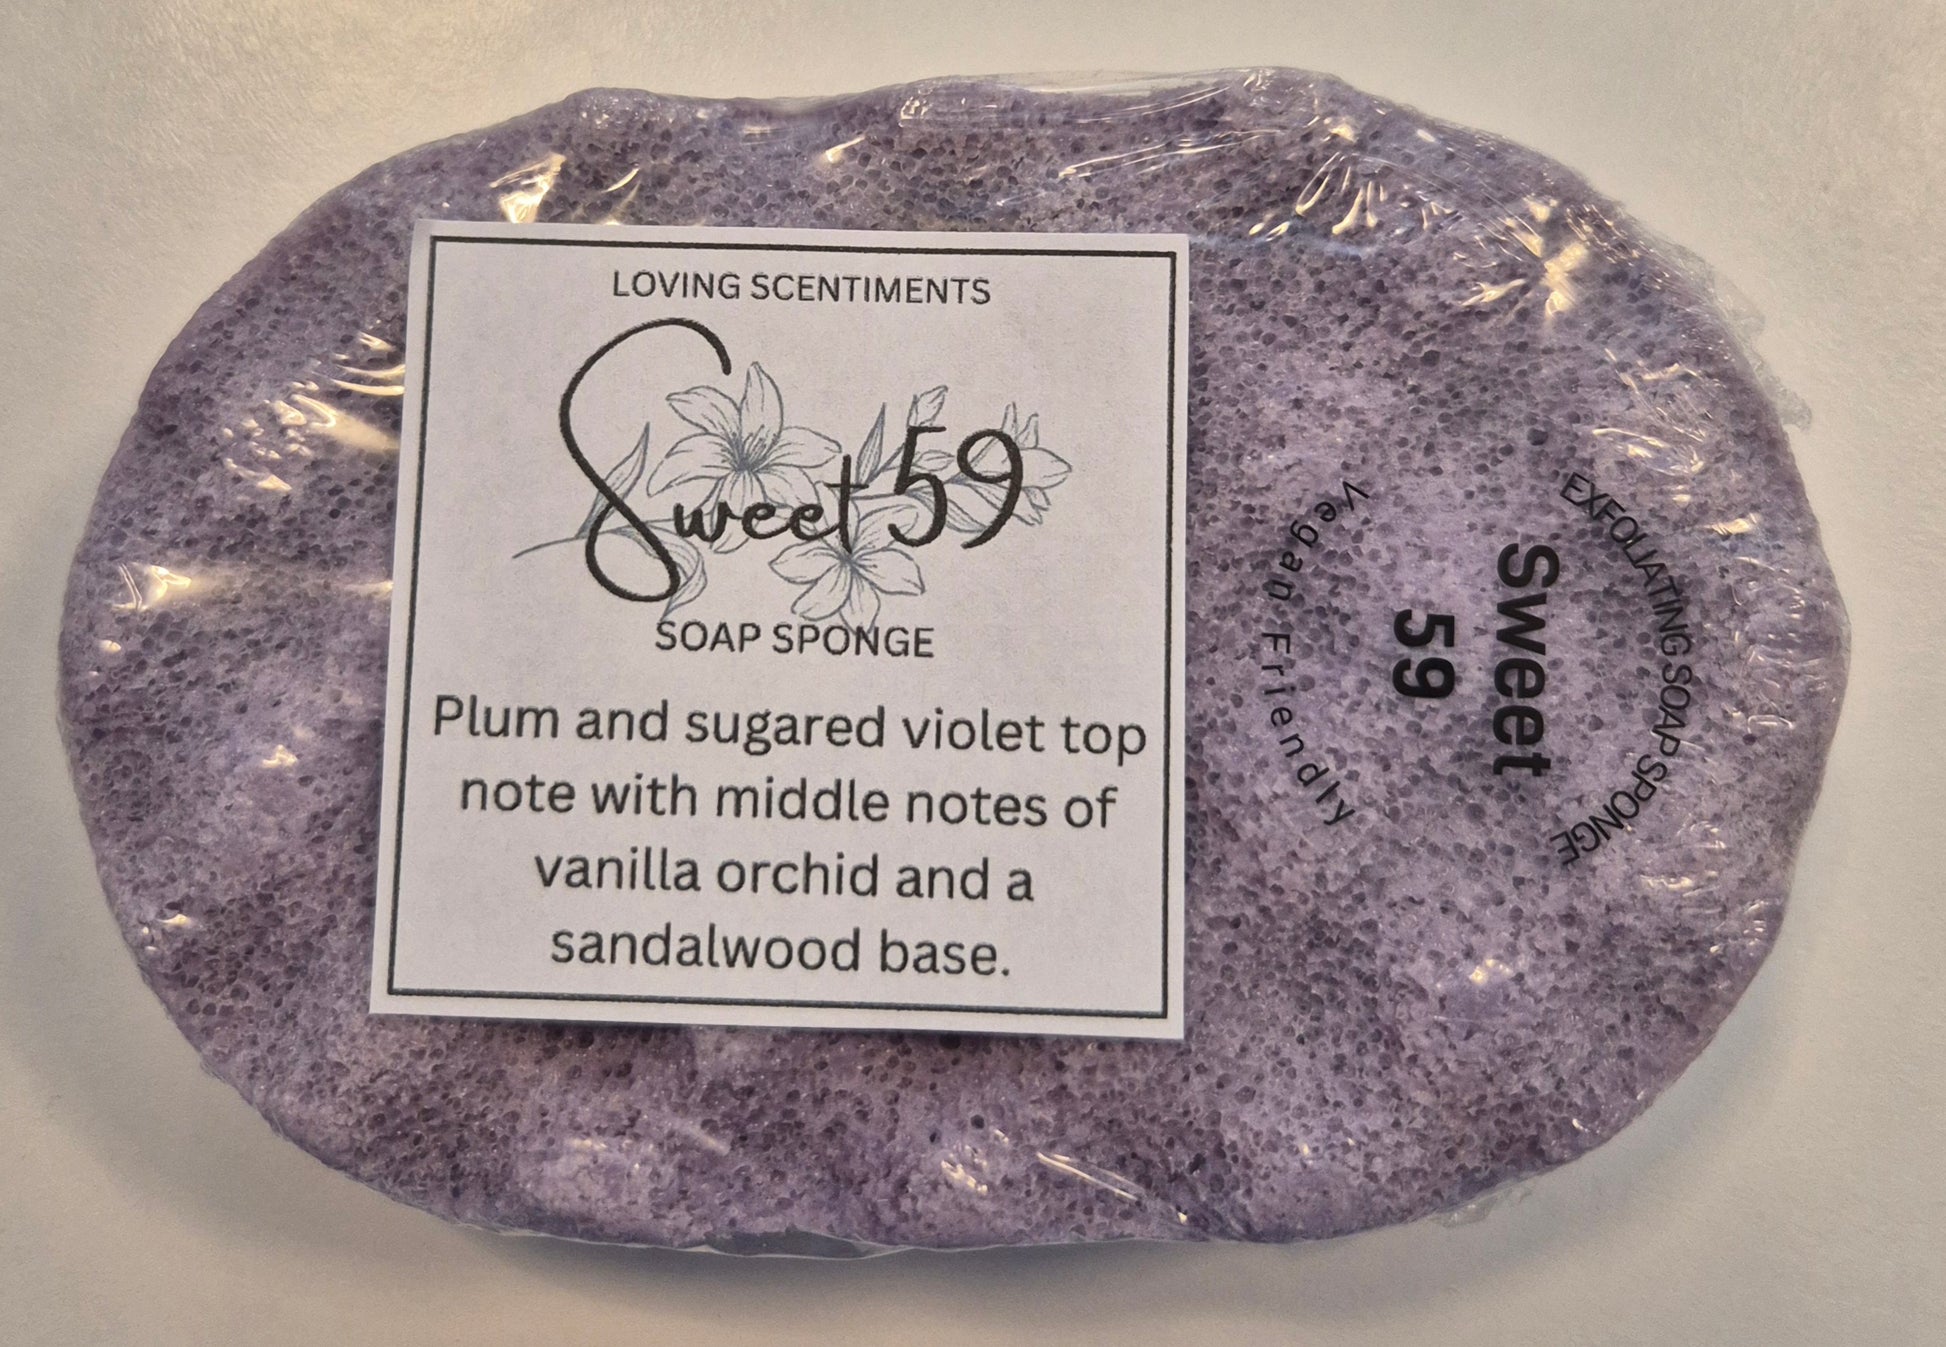 LOVING SCENTIMENTS
Sweet 59
SOAP SPONGE
Plum and sugared violet top
note with middle notes of
vanilla orchid and a
sandalwood base.
EXFOLIATING SOAP SPONGE
Sweet
59
Vegan Friendly